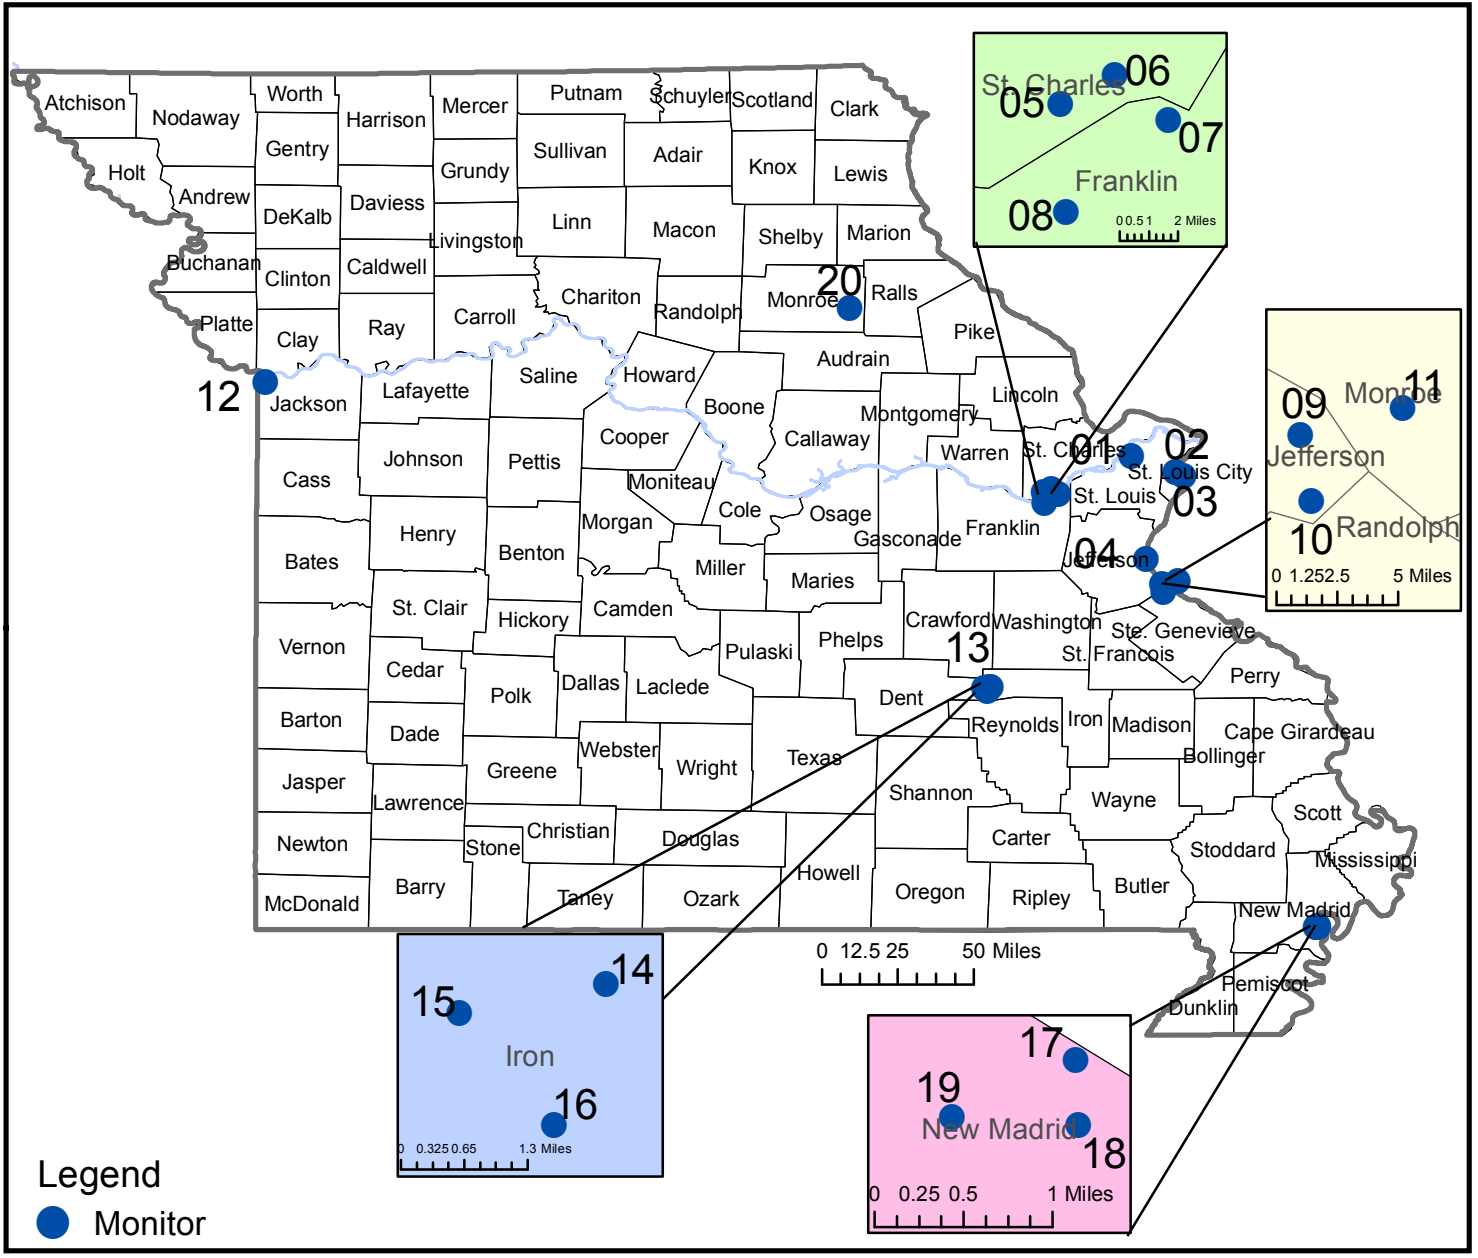 Atchison
Nodaway
Worth
Harrison
Mercer
Putnam
Schuyler
Scotland
Clark
Gentry
Holt
Andrew
DeKalb
Daviess
Grundy
Sullivan
Adair
Knox
Lewis
Livingston
Linn
Macon
Shelby
Marion
Buchanan
Clinton
Caldwell
Chariton
Randolph
Monroe
20
Ralls
Platte
Clay
Ray
Carroll
Pike
Audrain
12
Jackson
Lafayette
Saline
Howard
Boone
Callaway
Montgomery
Lincoln
Cooper
Warren
St. Charles
01
02
St. Louis City
St. Louis
03
Cass
Johnson
Pettis
Moniteau
Cole
Osage
Gasconade
Franklin
Morgan
Henry
Benton
Bates
Miller
Maries
04
Jefferson
St. Clair
Hickory
Camden
Crawford
Washington
Ste. Genevieve
St. Francois
Vernon
Cedar
Pulaski
Phelps
13
Perry
Polk
Dallas
Laclede
Dent
Barton
Dade
Reynolds
Iron
Madison
Cape Girardeau
Bollinger
Jasper
Greene
Webster
Wright
Texas
Shannon
Wayne
Scott
Lawrence
Newton
Stone
Christian
Douglas
Carter
Stoddard
Mississippi
Howell
McDonald
Barry
Taney
Ozark
Oregon
Ripley
Butler
New Madrid
Pemiscot
Dunklin
0 12.5 25 50 Miles
St. Charles
06
05
07
Franklin
08
0 0.5 1 2 Miles
Monroe
11
09
Jefferson
10
Randolph
0 1.25 2.5 5 Miles
14
15
Iron
16
0 0.325 0.65 1.3 Miles
17
19
New Madrid
18
0 0.25 0.5 1 Miles
Legend
Monitor